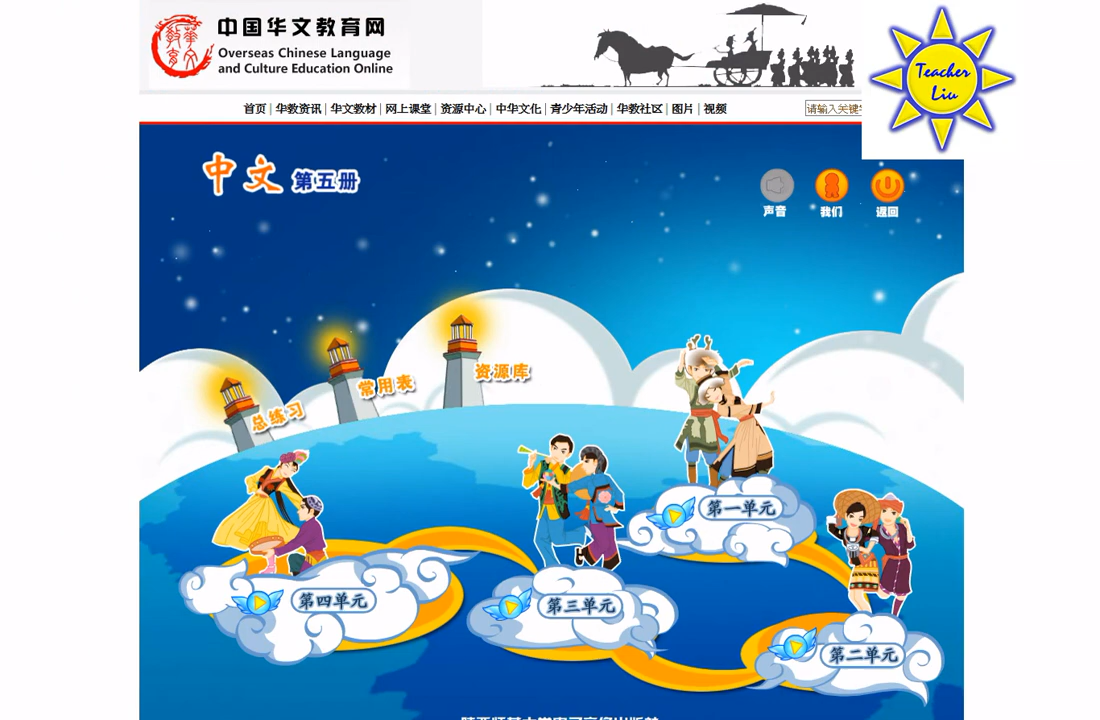 中国华文教育网
Overseas Chinese Language
and Culture Education Online
Teacher
Liu
首页 | 华教资讯 | 华文教材 | 网上课堂 | 资源中心 | 中华文化 | 青少年活动 | 华教社区 | 图片 | 视频
请输入关键字
中文 第五册
声音 我们 返回
资源库
常用表
总练习
第一单元
第四单元
第三单元
第二单元